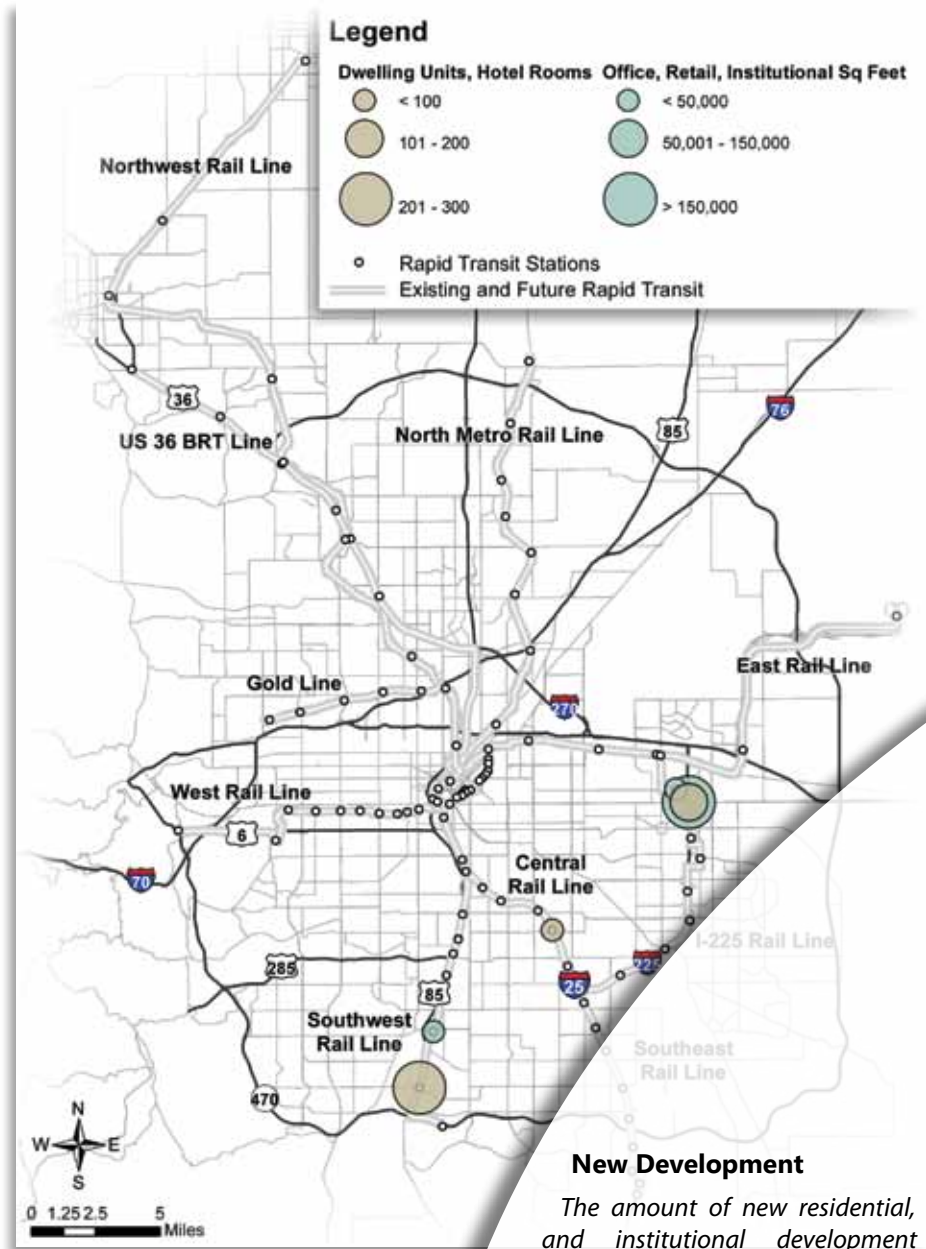 Legend
Dwelling Units, Hotel Rooms Office, Retail, Institutional Sq Feet
< 100 < 50,000
101 - 200 50,001 - 150,000
201 - 300 > 150,000
Rapid Transit Stations
Existing and Future Rapid Transit
Northwest Rail Line
36
76
85
US 36 BRT Line
North Metro Rail Line
East Rail Line
Gold Line
270
West Rail Line
6
70
Central
Rail Line
I-225 Rail Line
225
285
25
85
Southwest
Rail Line
Southeast
Rail Line
470
N
W E
S
0 1.25 2.5 5
Miles
New Development
The amount of new residential,
and institutional development